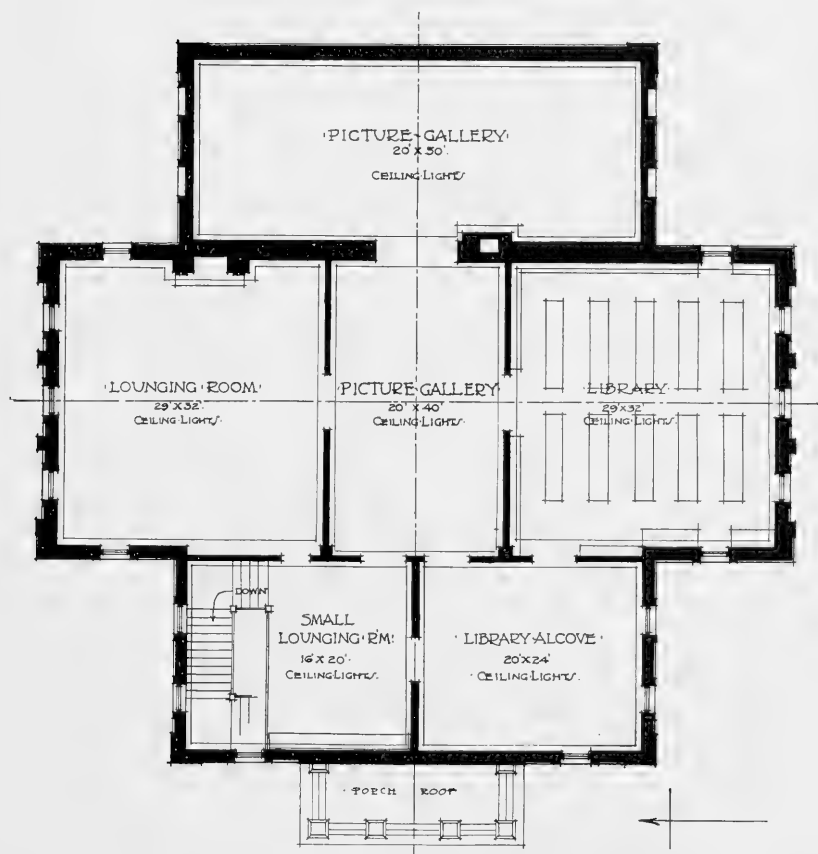 ·PICTURE-GALLERY·
20' X 50'.
CEILING·LIGHTS
·LOUNGING·ROOM·
29' X 32'.
CEILING·LIGHTS·
PICTURE GALLERY
20' X 40'
CEILING·LIGHTS·
·LIBRARY·
29' X 32'
CEILING·LIGHTS·
DOWN
SMALL
LOUNGING·R'M·
16' X 20'·
CEILING·LIGHTS·
·LIBRARY·ALCOVE·
20' X 24'
·CEILING·LIGHTS·
·PORCH ROOF